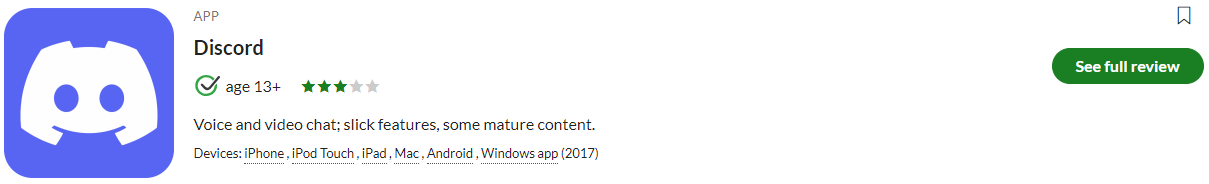 APP
Discord
age 13+
See full review
Voice and video chat; slick features, some mature content.
Devices: iPhone , iPod Touch , iPad , Mac , Android , Windows app (2017)